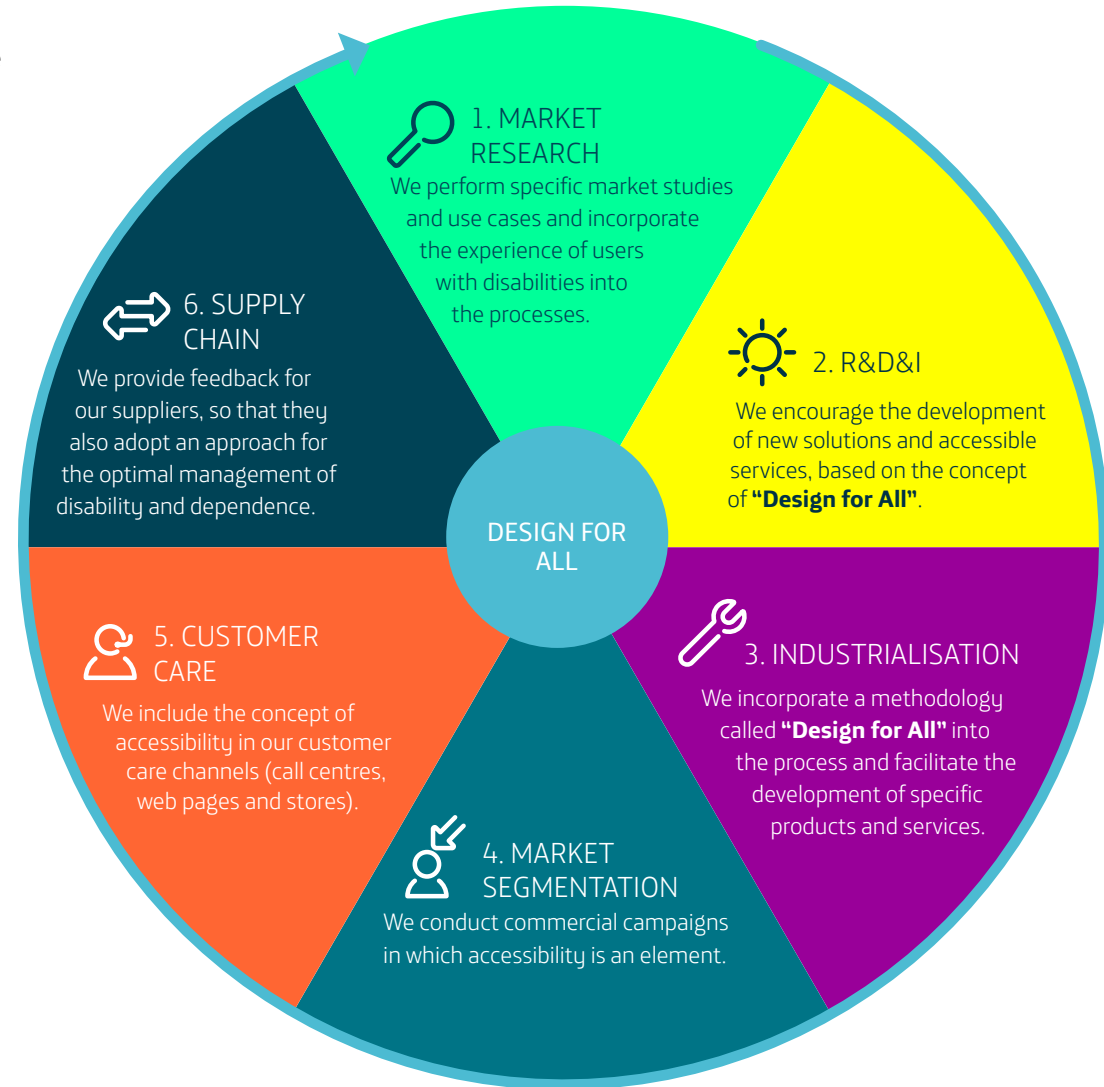 1. MARKET
RESEARCH
We perform specific market studies
and use cases and incorporate
the experience of users
with disabilities into
the processes.
2. R&D&I
We encourage the development
of new solutions and accessible
services, based on the concept
of “Design for All”.
3. INDUSTRIALISATION
We incorporate a methodology
called “Design for All” into
the process and facilitate the
development of specific
products and services.
4. MARKET
SEGMENTATION
We conduct commercial campaigns
in which accessibility is an element.
5. CUSTOMER
CARE
We include the concept of
accessibility in our customer
care channels (call centres,
web pages and stores).
6. SUPPLY
CHAIN
We provide feedback for
our suppliers, so that they
also adopt an approach for
the optimal management of
disability and dependence.
DESIGN FOR
ALL